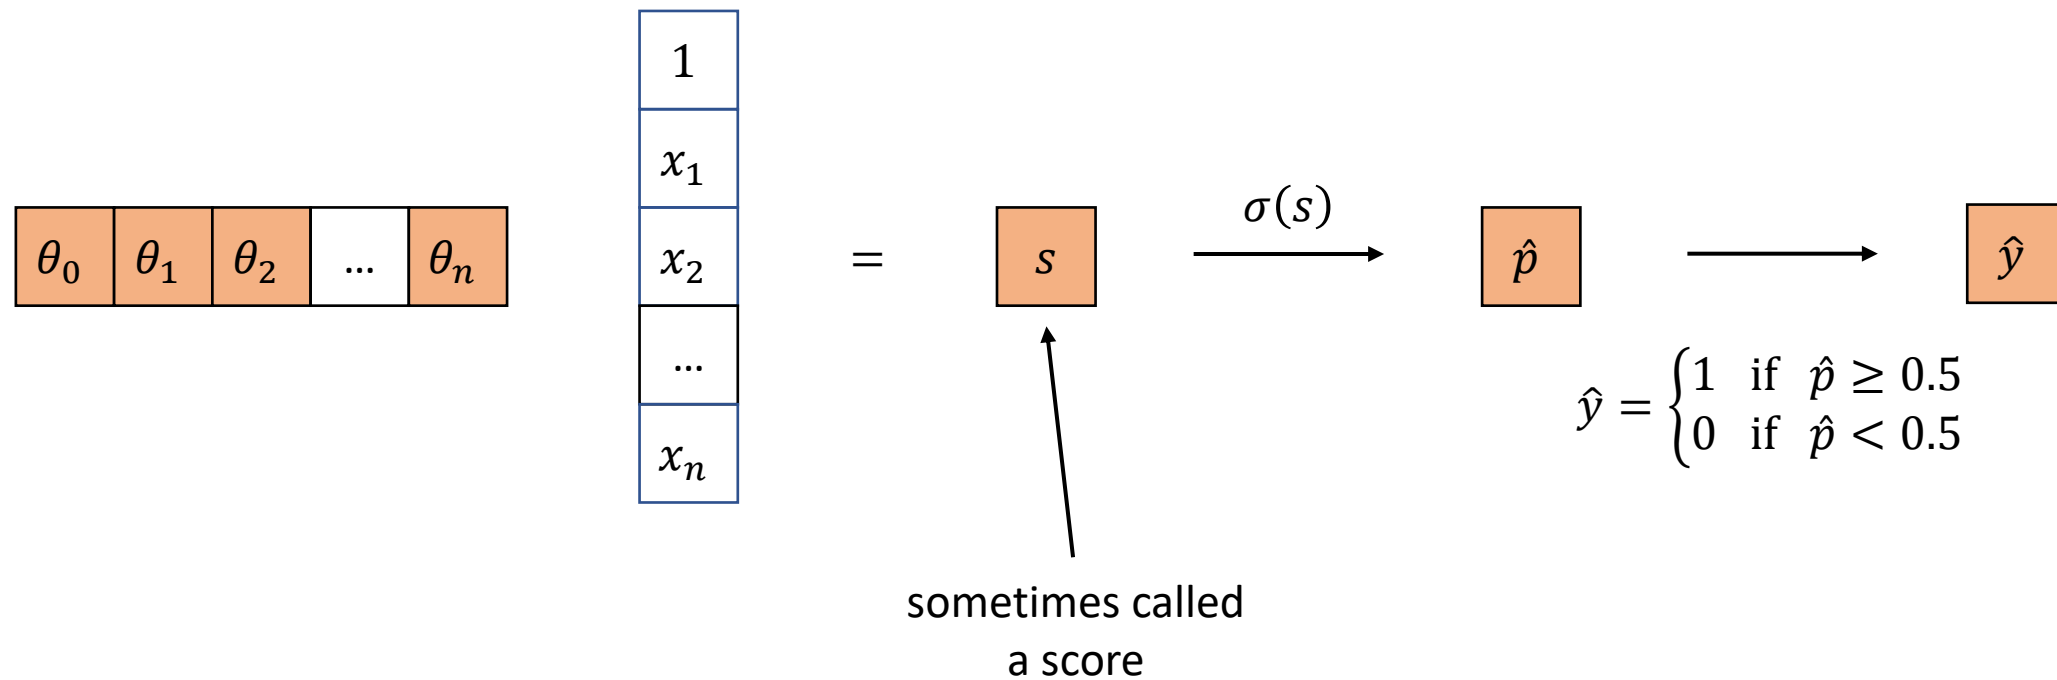 θ₀ θ₁ θ₂ ... θₙ
1
x₁
x₂
...
xₙ
=
s
σ(s)
p̂
ŷ
ŷ = { 1 if p̂ ≥ 0.5
0 if p̂ < 0.5
sometimes called
a score